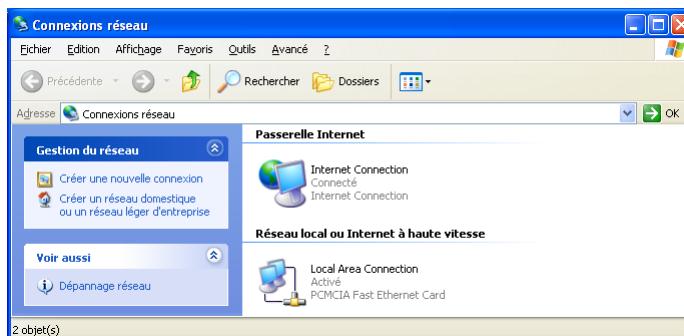 Connexions réseau
Fichier Edition Affichage Favoris Outils Avancé ?
Précédente Rechercher Dossiers
Adresse Connexions réseau OK
Passerelle Internet
Gestion du réseau
Internet Connection
Créer une nouvelle connexion
Connecté
Créer un réseau domestique
Internet Connection
ou un réseau léger d'entreprise
Réseau local ou Internet à haute vitesse
Voir aussi
Local Area Connection
Dépannage réseau
Activé
PCMCIA Fast Ethernet Card
2 objet(s)